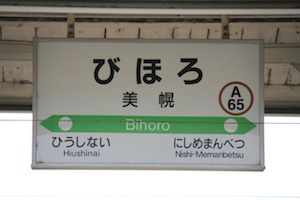 びほろ
美幌
A
65
Bihoro
ひうしない
Hiushinai
にしめまんべつ
Nishi-Memanbetsu